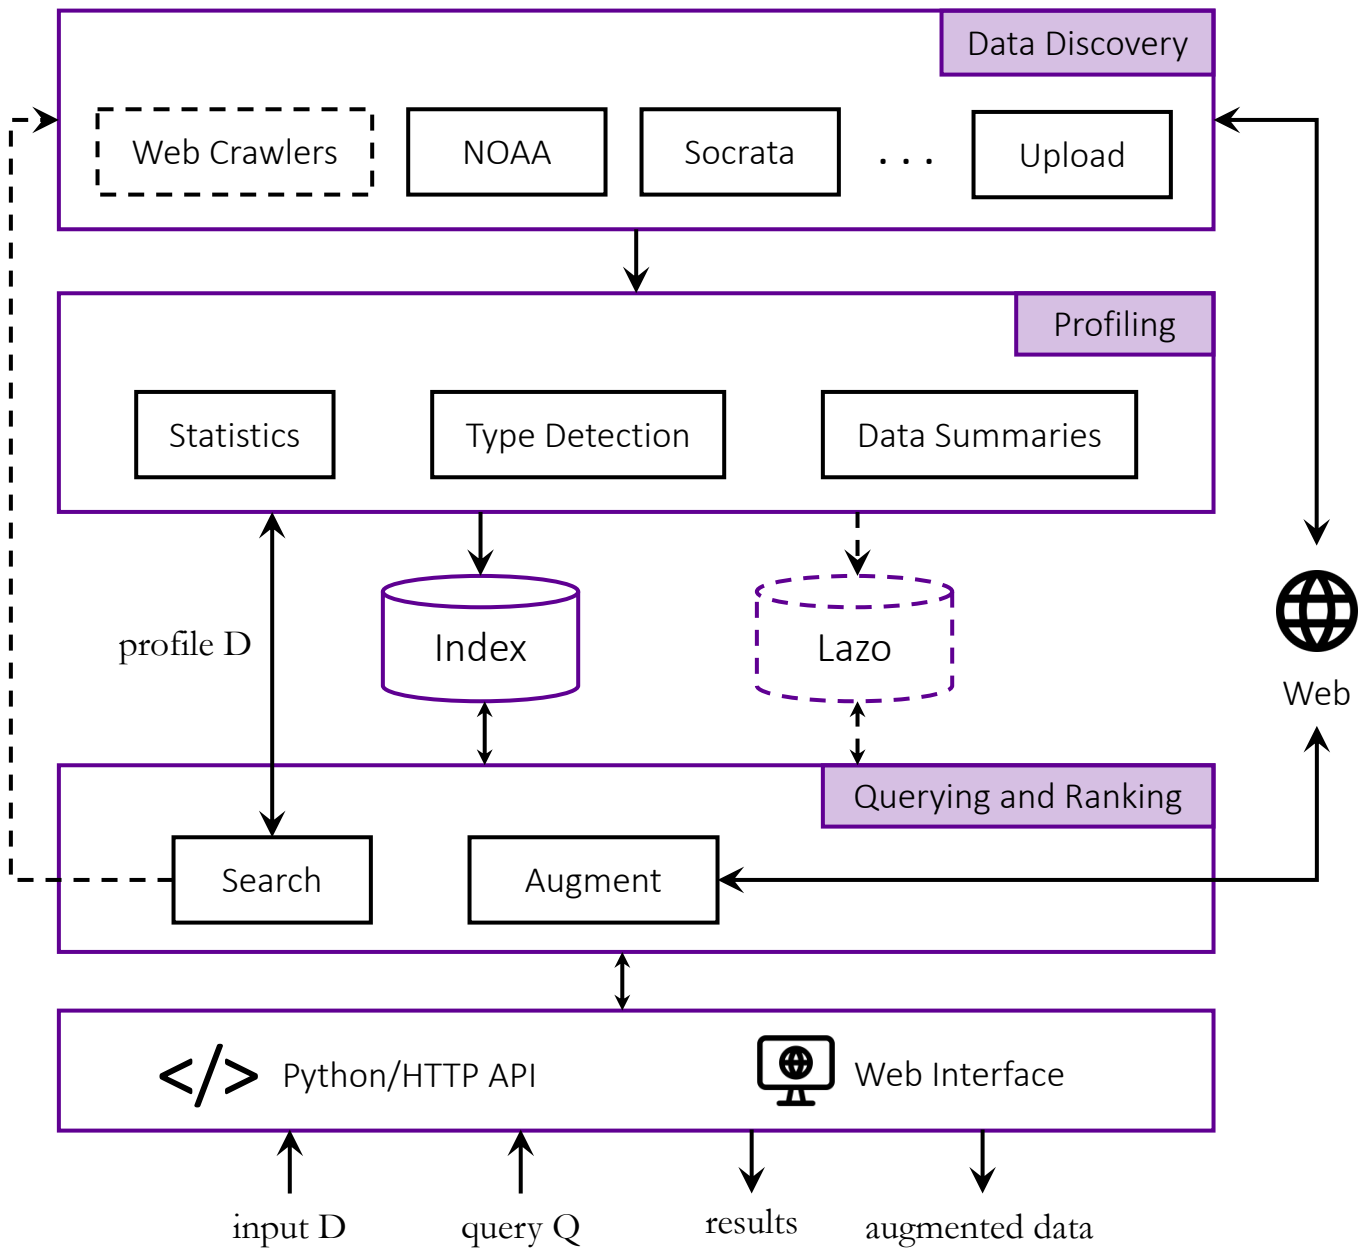 Data Discovery
Web Crawlers
NOAA
Socrata
. . .
Upload
Profiling
Statistics
Type Detection
Data Summaries
profile D
Index
Lazo
Web
Querying and Ranking
Search
Augment
</> Python/HTTP API
Web Interface
input D
query Q
results
augmented data